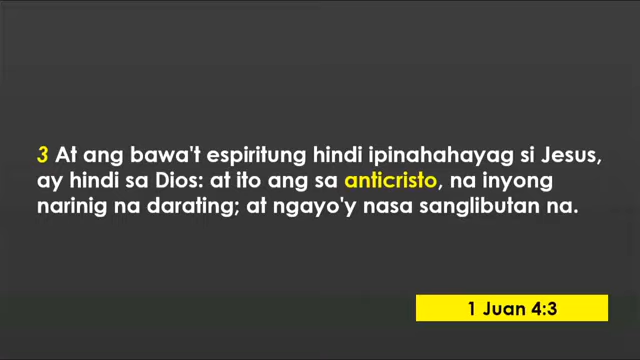 3 At ang bawa't espiritung hindi ipinahahayag si Jesus,
ay hindi sa Dios: at ito ang sa anticristo, na inyong
narinig na darating; at ngayo'y nasa sanglibutan na.
1 Juan 4:3